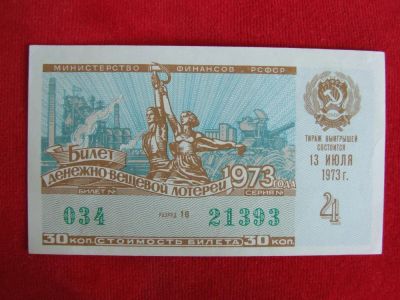 МИНИСТЕРСТВО ФИНАНСОВ РСФСР
Билет
денежно-вещевой лотереи 1973 ГОДА
БИЛЕТ № СЕРИЯ №
034 РАЗРЯД 16 21393
30 КОП. СТОИМОСТЬ БИЛЕТА 30 КОП.
ТИРАЖ ВЫИГРЫШЕЙ
СОСТОИТСЯ
13 ИЮЛЯ
1973 г.
4